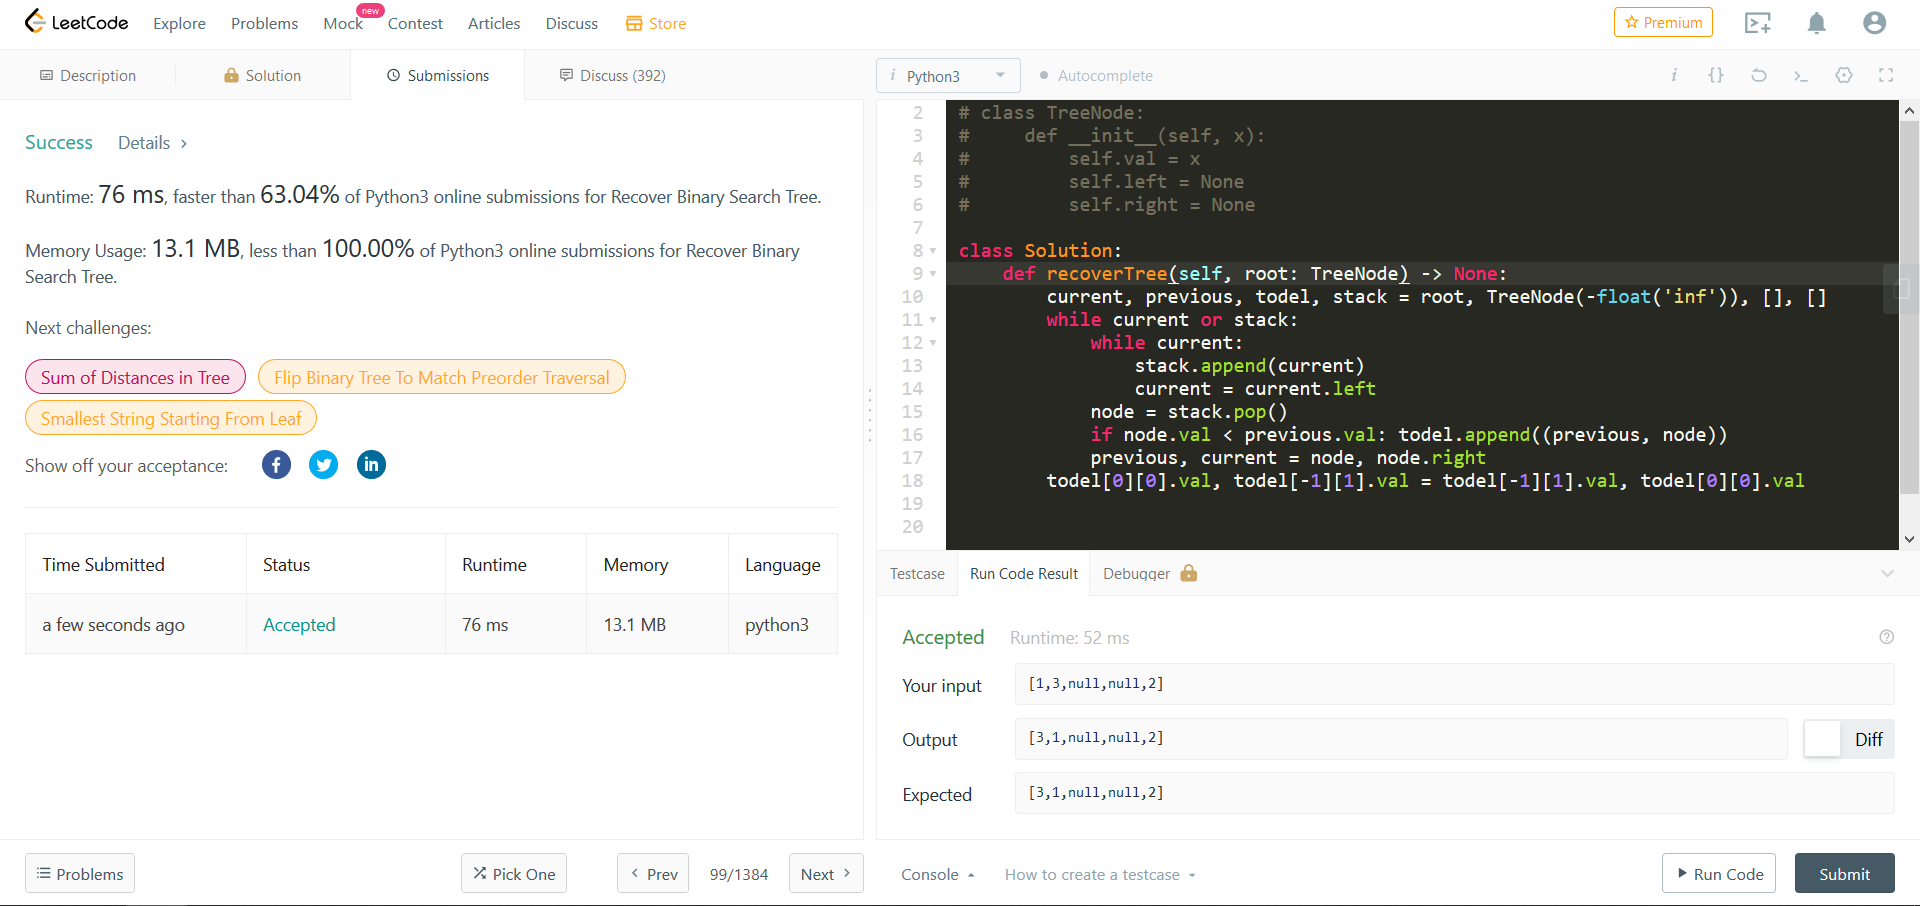 LeetCode Explore Problems Mock new Contest Articles Discuss Store Premium
Description Solution Submissions Discuss (392)
Success Details
Runtime: 76 ms, faster than 63.04% of Python3 online submissions for Recover Binary Search Tree.
Memory Usage: 13.1 MB, less than 100.00% of Python3 online submissions for Recover Binary
Search Tree.
Next challenges:
Sum of Distances in Tree Flip Binary Tree To Match Preorder Traversal
Smallest String Starting From Leaf
Show off your acceptance:
Time Submitted Status Runtime Memory Language
a few seconds ago Accepted 76 ms 13.1 MB python3
Problems Pick One Prev 99/1384 Next
i Python3 Autocomplete i {}
2 # class TreeNode:
3 #     def __init__(self, x):
4 #         self.val = x
5 #         self.left = None
6 #         self.right = None
7
8 class Solution:
9     def recoverTree(self, root: TreeNode) -> None:
10         current, previous, todel, stack = root, TreeNode(-float('inf')), [], []
11         while current or stack:
12             while current:
13                 stack.append(current)
14                 current = current.left
15             node = stack.pop()
16             if node.val < previous.val: todel.append((previous, node))
17             previous, current = node, node.right
18         todel[0][0].val, todel[-1][1].val = todel[-1][1].val, todel[0][0].val
19
20
Testcase Run Code Result Debugger
Accepted Runtime: 52 ms
Your input [1,3,null,null,2]
Output [3,1,null,null,2] Diff
Expected [3,1,null,null,2]
Console How to create a testcase Run Code Submit